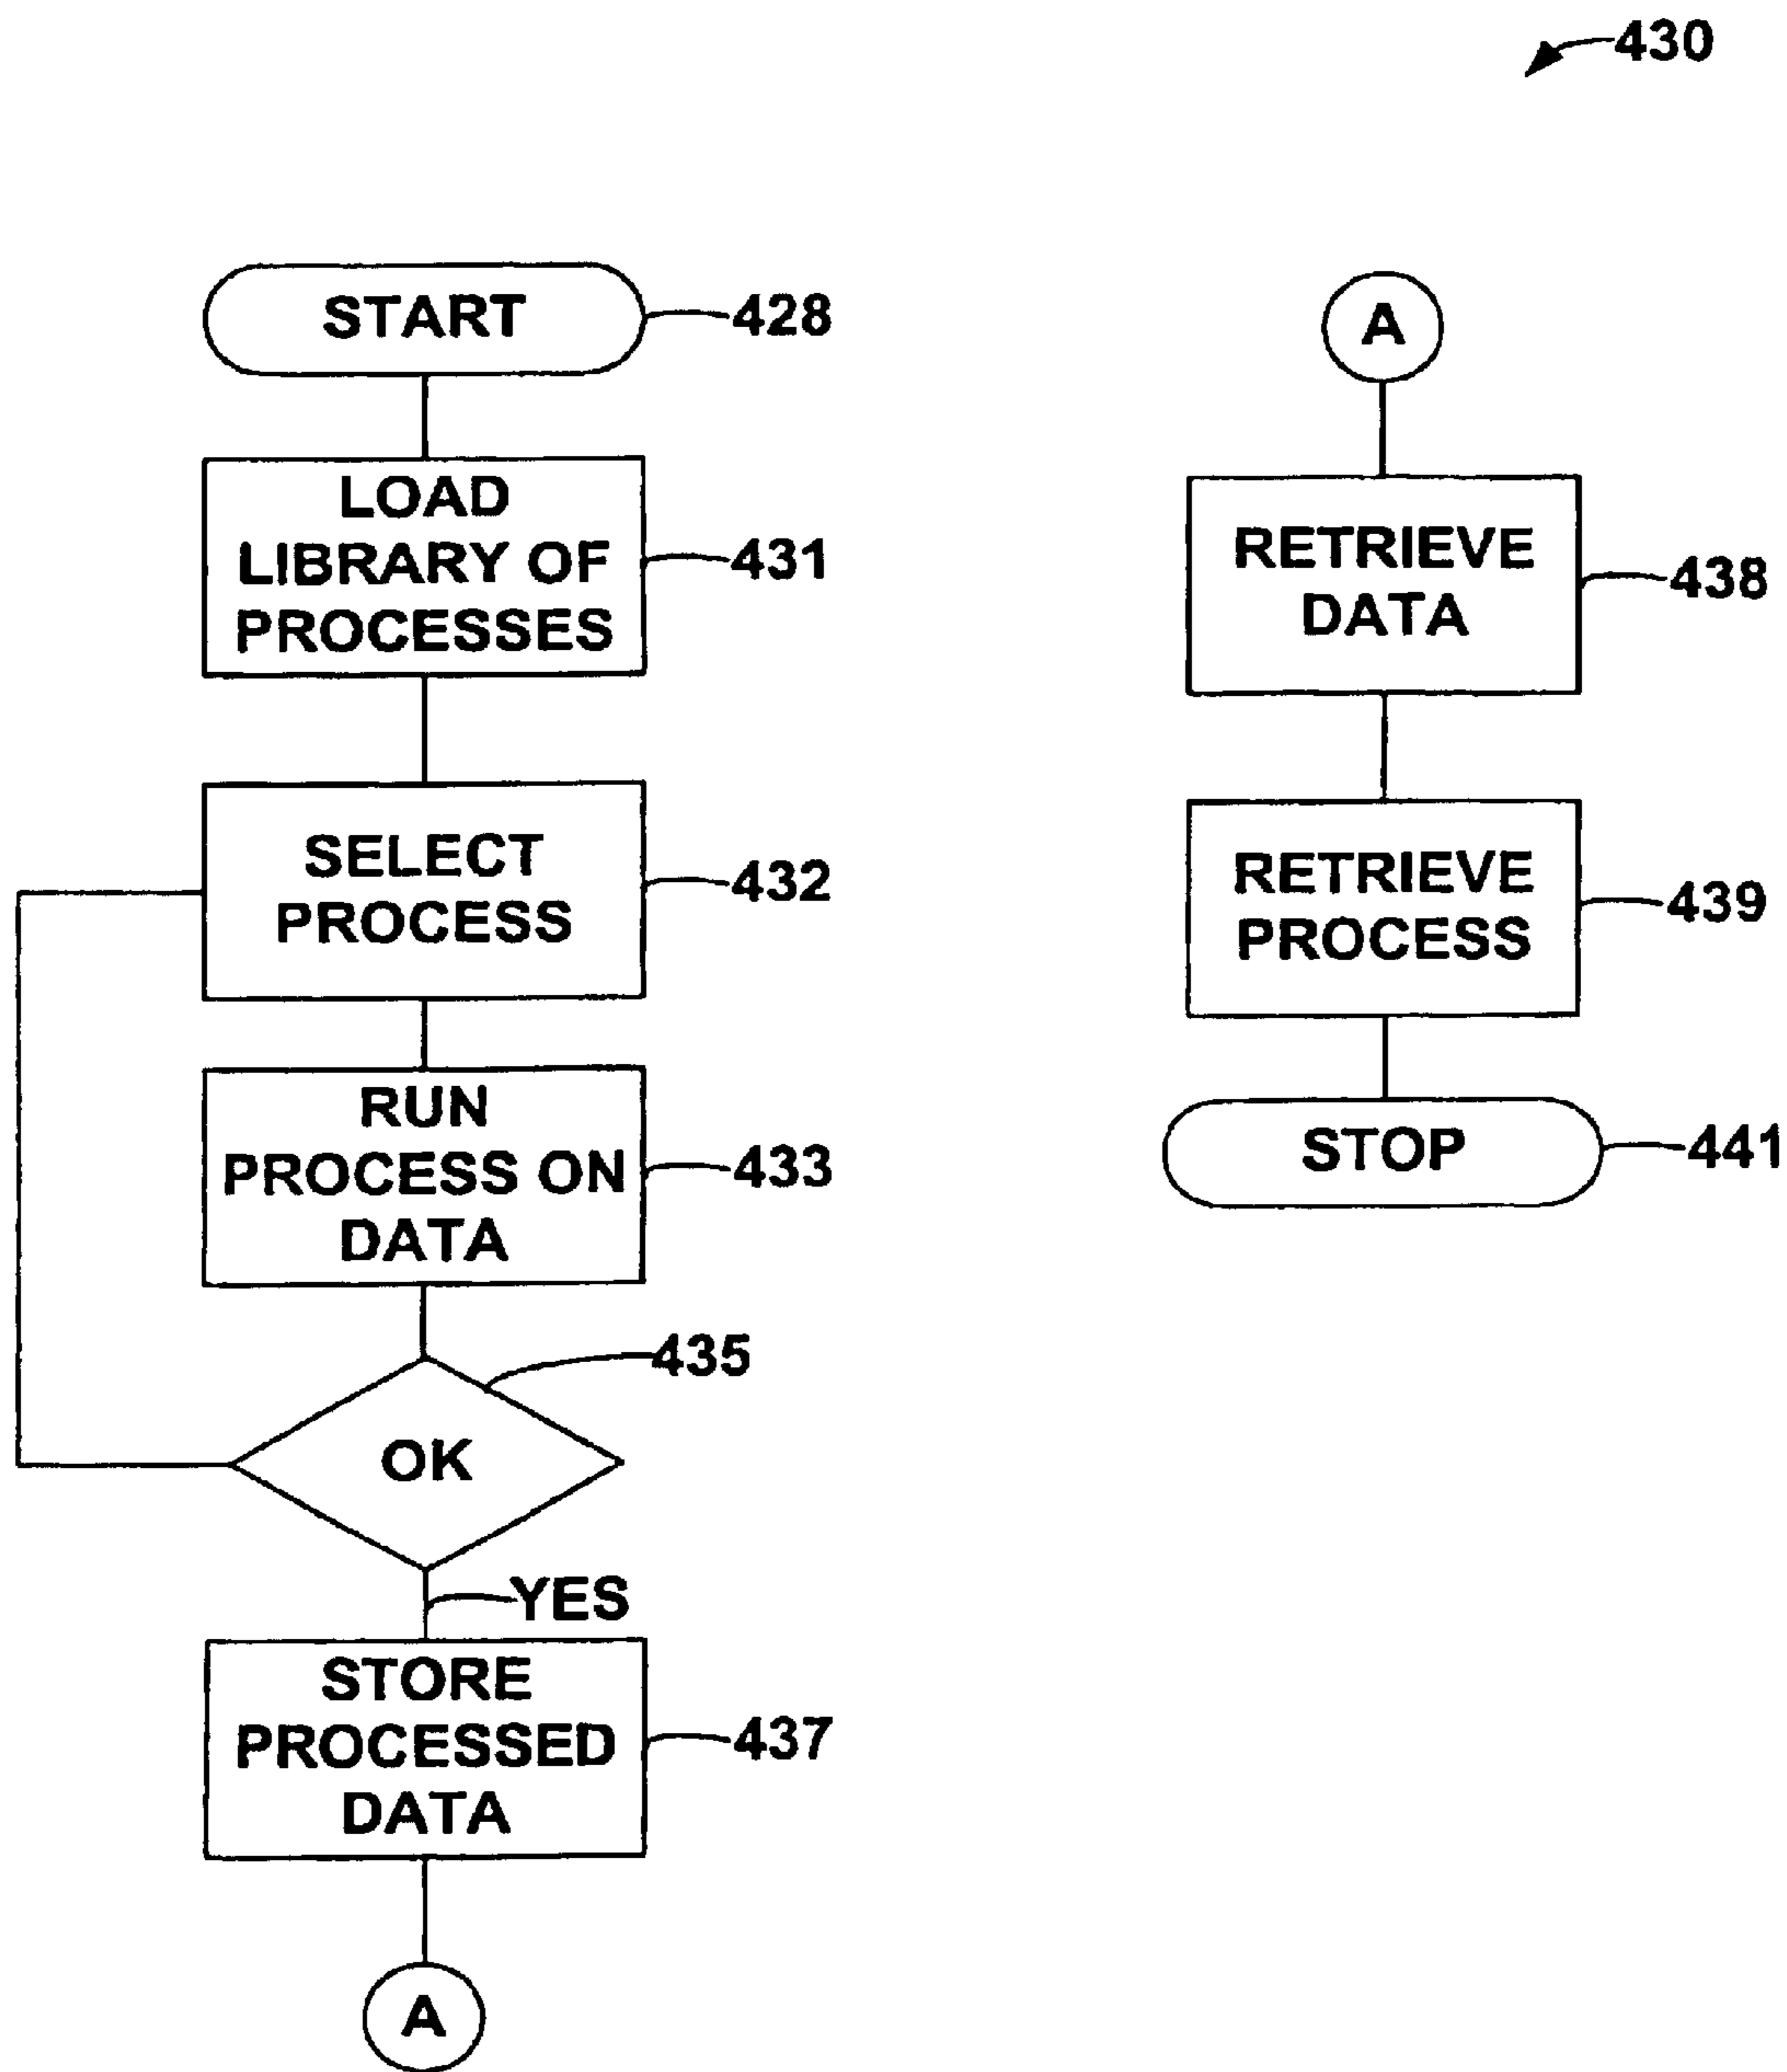 430
START
428
LOAD
LIBRARY OF
PROCESSES
431
SELECT
PROCESS
432
RUN
PROCESS ON
DATA
433
435
OK
YES
STORE
PROCESSED
DATA
437
A
A
RETRIEVE
DATA
438
RETRIEVE
PROCESS
439
STOP
441